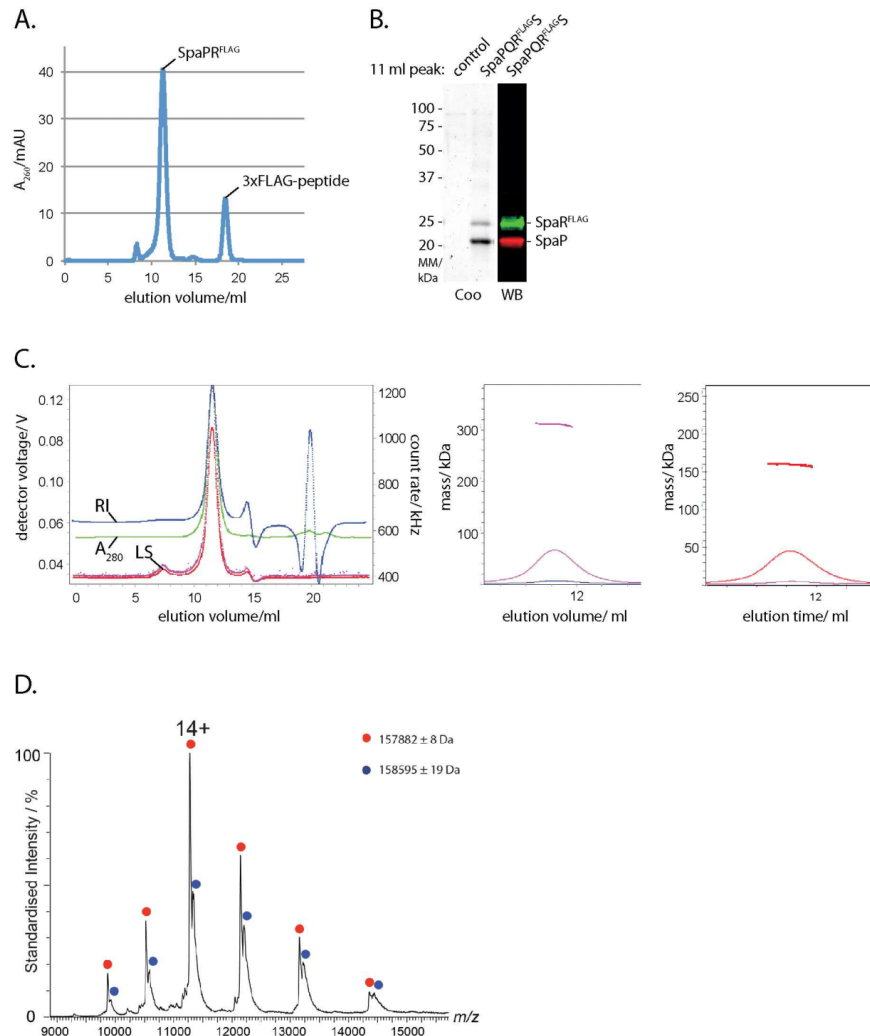 A.
SpaPR^FLAG
40
30
20
10
0
A260/mAU
3xFLAG-peptide
0 5 10 15 20 25
elution volume/ml
B.
11 ml peak: control SpaPQR^FLAG S SpaPQR^FLAG S
100 -
75 -
50 -
37 -
25 -
20 -
MM/
kDa
SpaR^FLAG
SpaP
Coo WB
C.
detector voltage/ V
0.12
0.08
0.10
0.06
0.04
RI
A280
LS
1200
1000
800
600
400
count rate/ kHz
0 5 10 15 20
elution volume/ml
mass/ kDa
300
200
100
12
elution volume/ ml
mass/ kDa
250
200
150
100
50
12
elution time/ ml
D.
14+
157882 ± 8 Da
158595 ± 19 Da
100
Standardised Intensity / %
0
9000 10000 11000 12000 13000 14000 15000 m/z